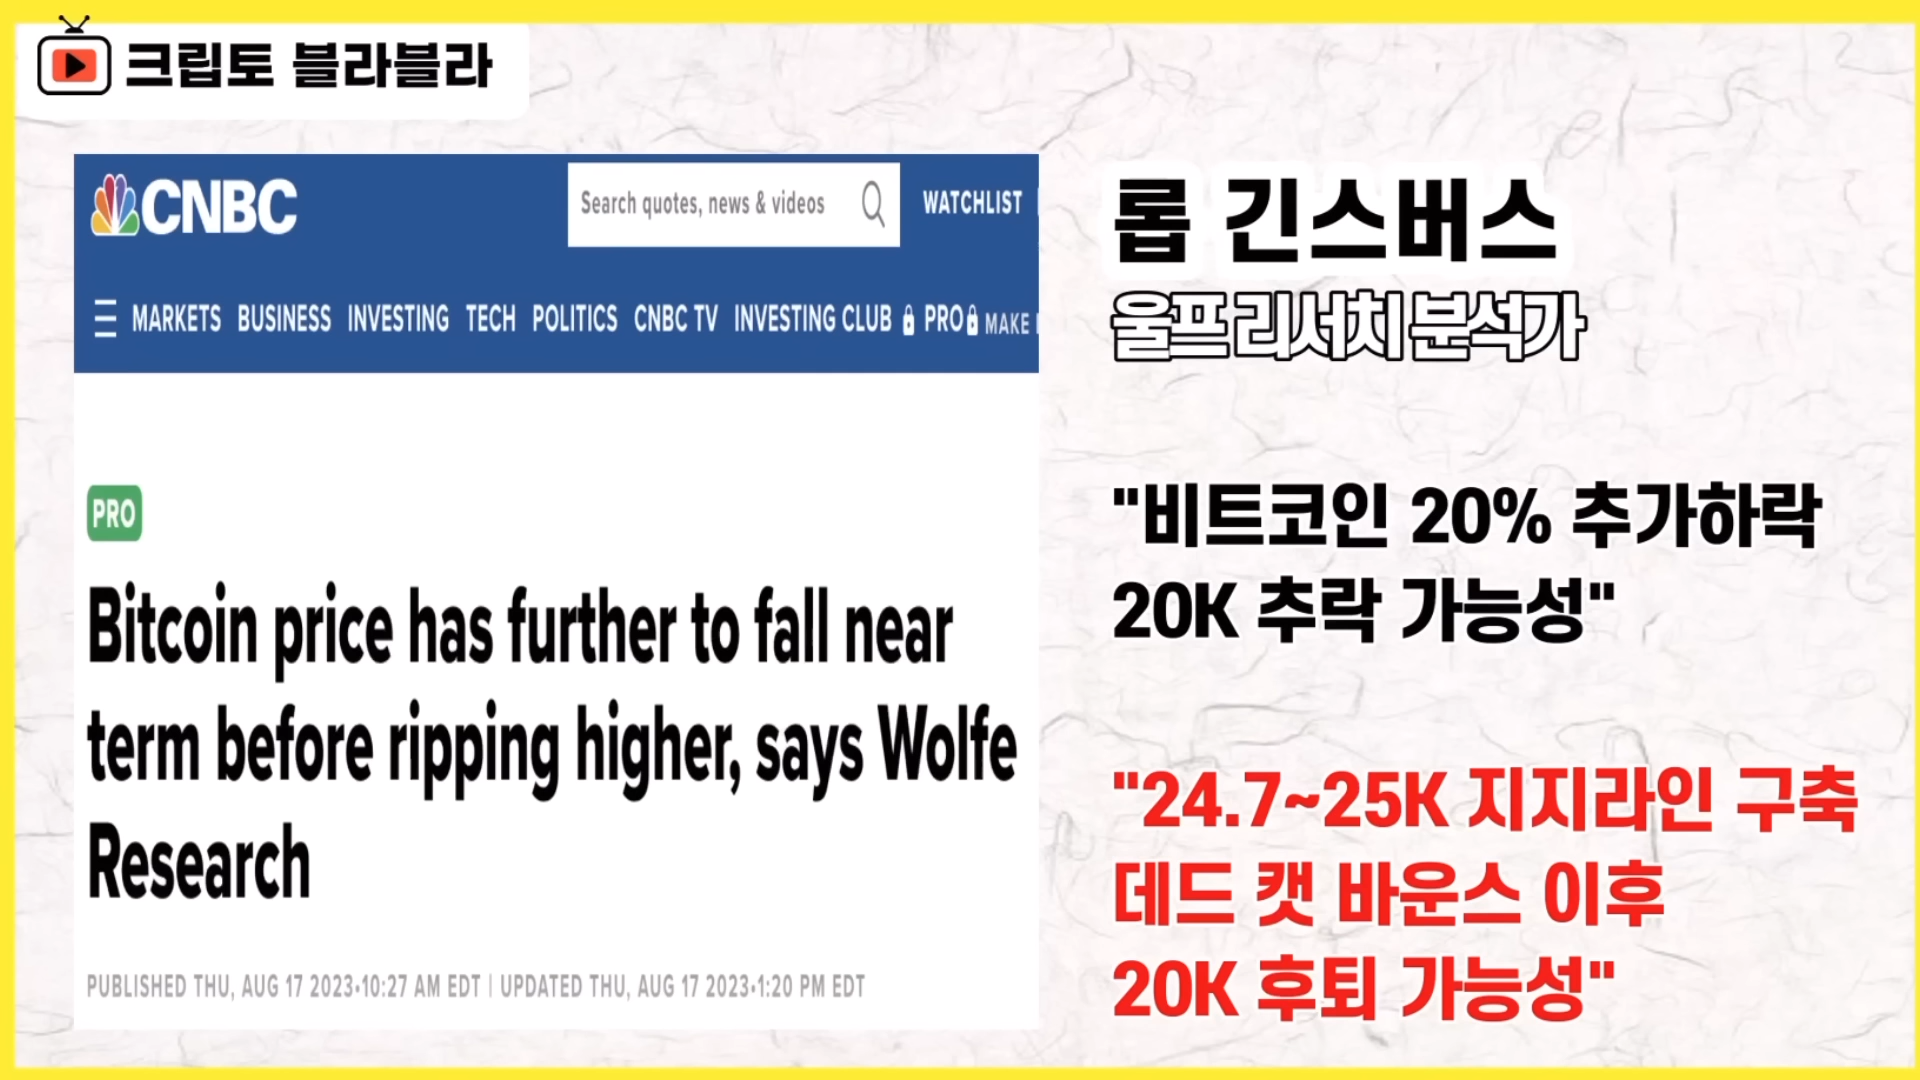 크립토 블라블라
CNBC
Search quotes, news & videos
WATCHLIST
MARKETS BUSINESS INVESTING TECH POLITICS CNBC TV INVESTING CLUB PRO MAKE
PRO
Bitcoin price has further to fall near
term before ripping higher, says Wolfe
Research
PUBLISHED THU, AUG 17 2023•10:27 AM EDT | UPDATED THU, AUG 17 2023•1:20 PM EDT
롭 긴스버스
울프 리서치 분석가
"비트코인 20% 추가하락
20K 추락 가능성"
"24.7~25K 지지라인 구축
데드 캣 바운스 이후
20K 후퇴 가능성"